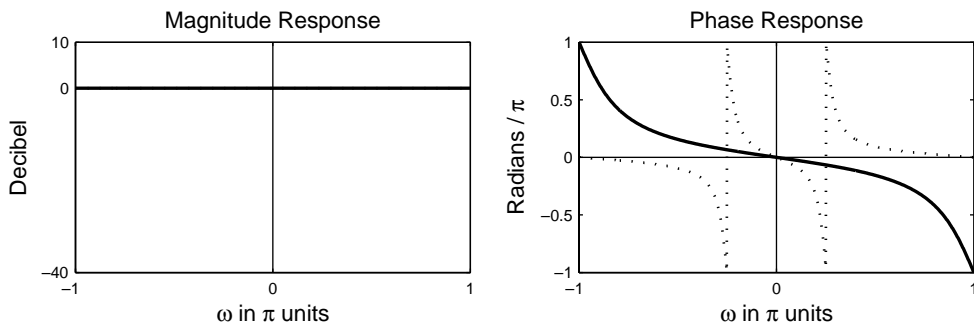 Magnitude Response
10
0
−40
Decibel
−1
0
1
ω in π units
Phase Response
1
0.5
0
−0.5
−1
Radians / π
−1
0
1
ω in π units